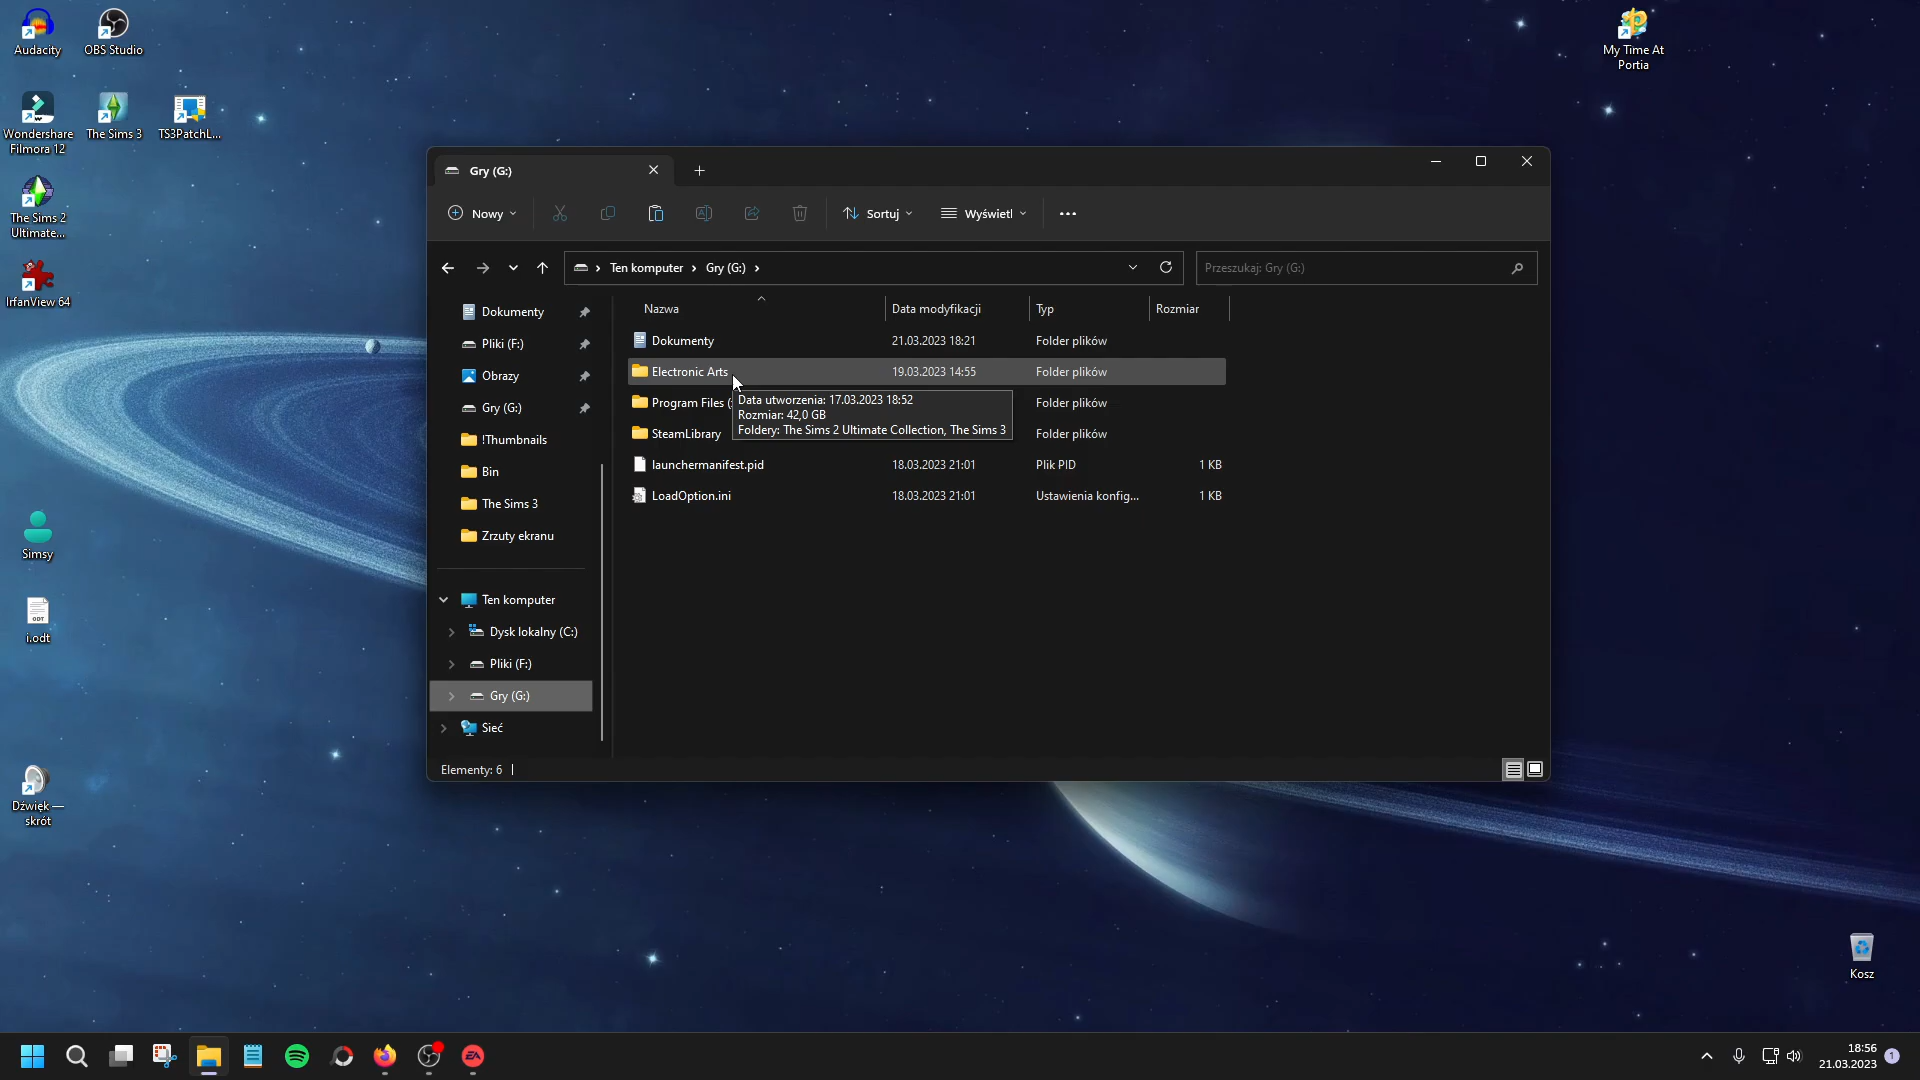 Audacity
OBS Studio
My Time At
Portia
Wondershare
Filmora 12
The Sims 3
TS3PatchL...
The Sims 2
Ultimate...
IrfanView 64
Simsy
ODT
i.odt
Dźwięk —
skrót
Kosz
Gry (G:)
Nowy
Sortuj
Wyświetl
Ten komputer
Gry (G:)
Przeszukaj: Gry (G:)
Dokumenty
Pliki (F:)
Obrazy
Gry (G:)
!Thumbnails
Bin
The Sims 3
Zrzuty ekranu
Ten komputer
Dysk lokalny (C:)
Pliki (F:)
Gry (G:)
Sieć
Nazwa Data modyfikacji Typ Rozmiar
Dokumenty 21.03.2023 18:21 Folder plików
Electronic Arts 19.03.2023 14:55 Folder plików
Program Files ( Folder plików
SteamLibrary Folder plików
launchermanifest.pid 18.03.2023 21:01 Plik PID 1 KB
LoadOption.ini 18.03.2023 21:01 Ustawienia konfig... 1 KB
Data utworzenia: 17.03.2023 18:52
Rozmiar: 42,0 GB
Foldery: The Sims 2 Ultimate Collection, The Sims 3
Elementy: 6
EA
18:56
21.03.2023
1